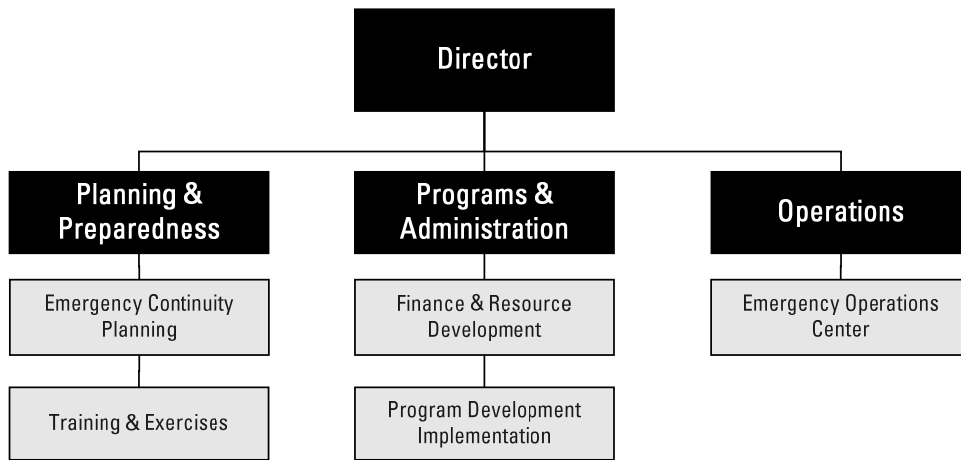 Director
Planning &
Preparedness
Programs &
Administration
Operations
Emergency Continuity
Planning
Finance & Resource
Development
Emergency Operations
Center
Training & Exercises
Program Development
Implementation